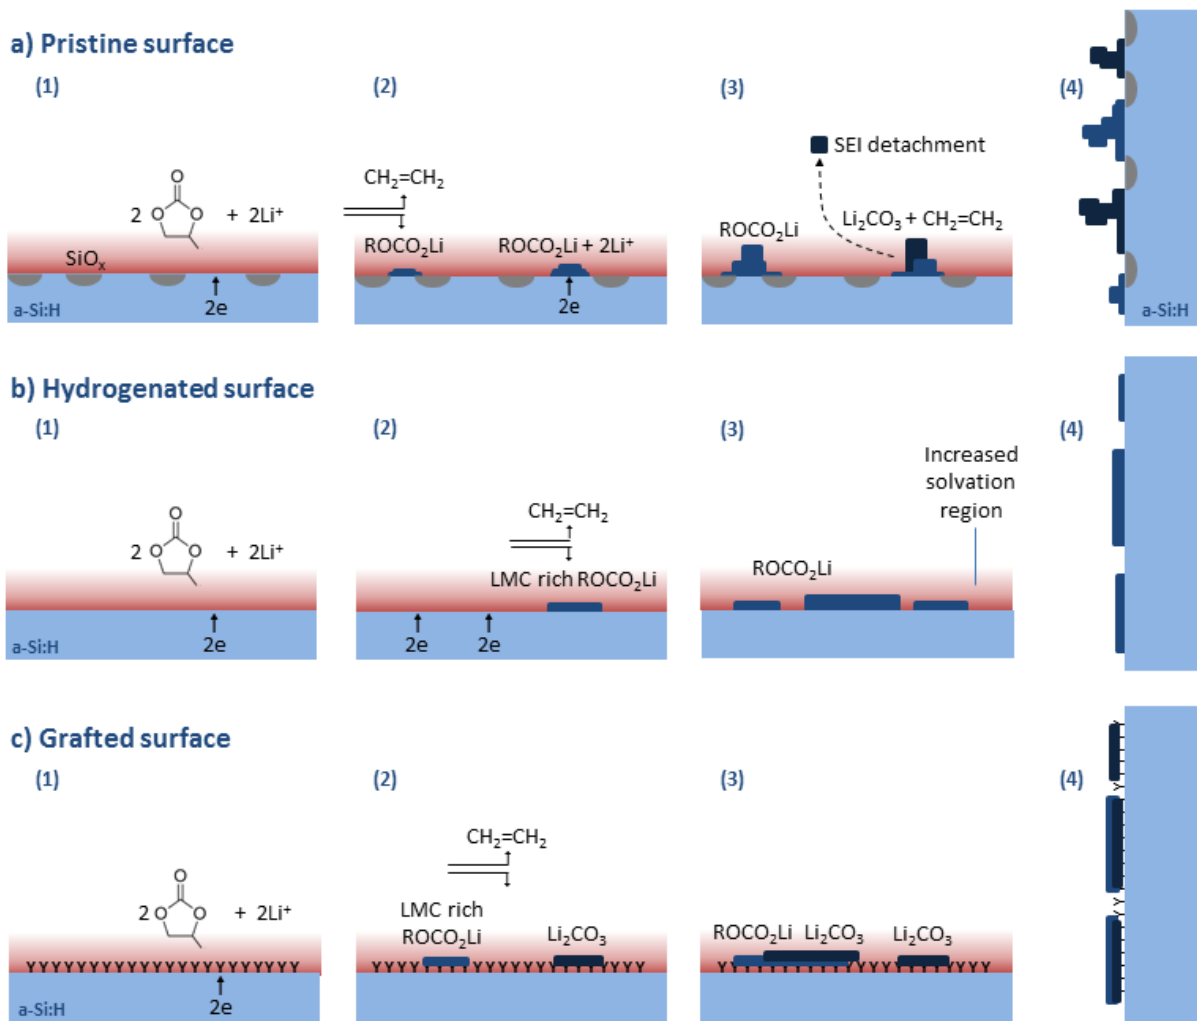 a) Pristine surface
(1)
(2)
(3)
(4)
2
O
O
O
+ 2Li⁺
SiOₓ
a-Si:H
2e
CH₂=CH₂
ROCO₂Li
ROCO₂Li + 2Li⁺
2e
SEI detachment
ROCO₂Li
Li₂CO₃ + CH₂=CH₂
a-Si:H
b) Hydrogenated surface
(1)
(2)
(3)
(4)
2
O
O
O
+ 2Li⁺
a-Si:H
2e
CH₂=CH₂
LMC rich ROCO₂Li
2e
2e
Increased
solvation
region
ROCO₂Li
c) Grafted surface
(1)
(2)
(3)
(4)
2
O
O
O
+ 2Li⁺
YYYYYYYYYYYYYYYYYYYYY
a-Si:H
2e
CH₂=CH₂
LMC rich
ROCO₂Li
Li₂CO₃
ROCO₂Li
Li₂CO₃
Li₂CO₃